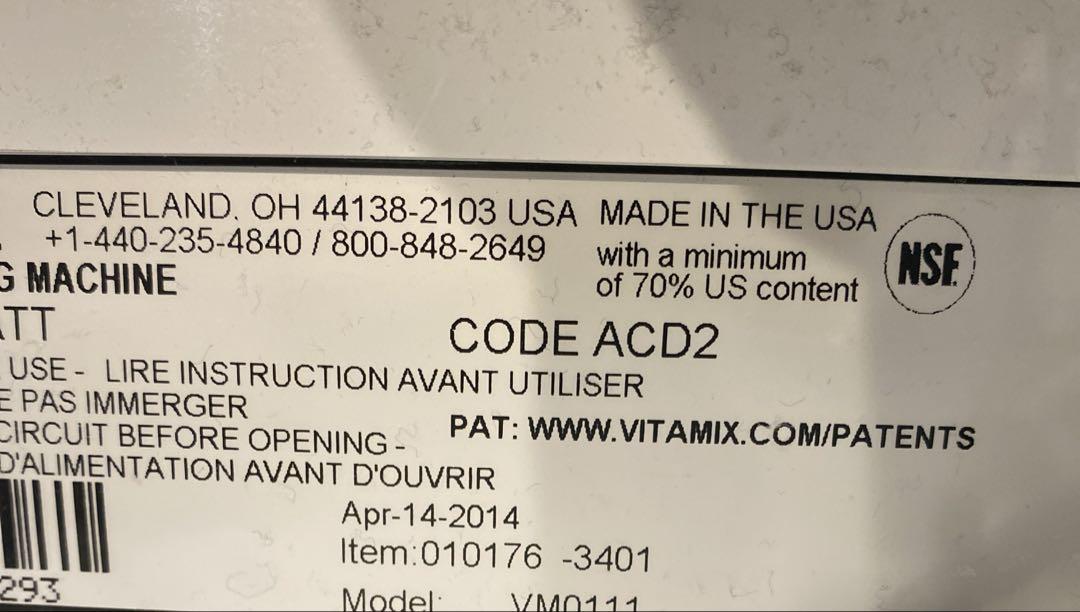 CLEVELAND, OH 44138-2103 USA MADE IN THE USA
+1-440-235-4840 / 800-848-2649 with a minimum
of 70% US content
NSF
MACHINE
CODE ACD2
USE - LIRE INSTRUCTION AVANT UTILISER
PAS IMMERGER
CIRCUIT BEFORE OPENING -
PAT: WWW.VITAMIX.COM/PATENTS
D'ALIMENTATION AVANT D'OUVRIR
Apr-14-2014
Item:010176 -3401
293
Model: VM0111